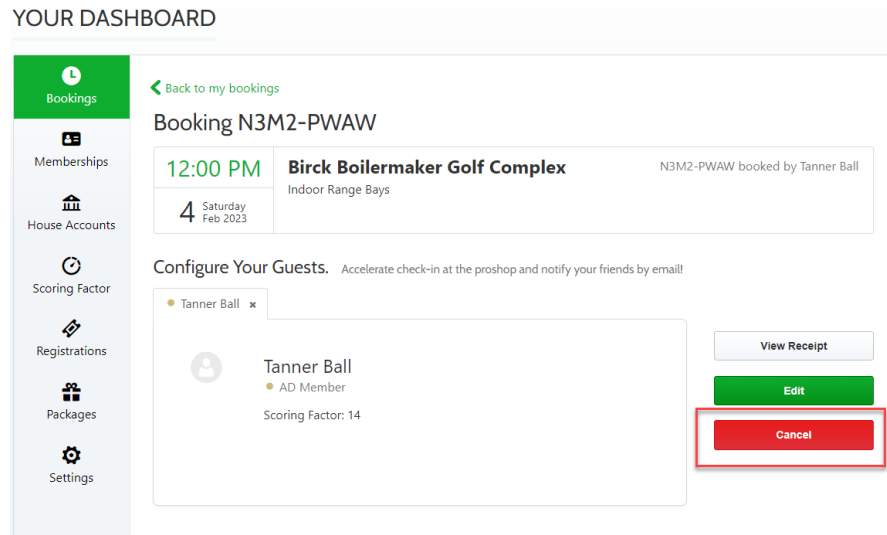 YOUR DASHBOARD
Bookings
Memberships
House Accounts
Scoring Factor
Registrations
Packages
Settings
Back to my bookings
Booking N3M2-PWAW
12:00 PM
4 Saturday
Feb 2023
Birck Boilermaker Golf Complex
Indoor Range Bays
N3M2-PWAW booked by Tanner Ball
Configure Your Guests. Accelerate check-in at the proshop and notify your friends by email!
Tanner Ball ×
Tanner Ball
AD Member
Scoring Factor: 14
View Receipt
Edit
Cancel